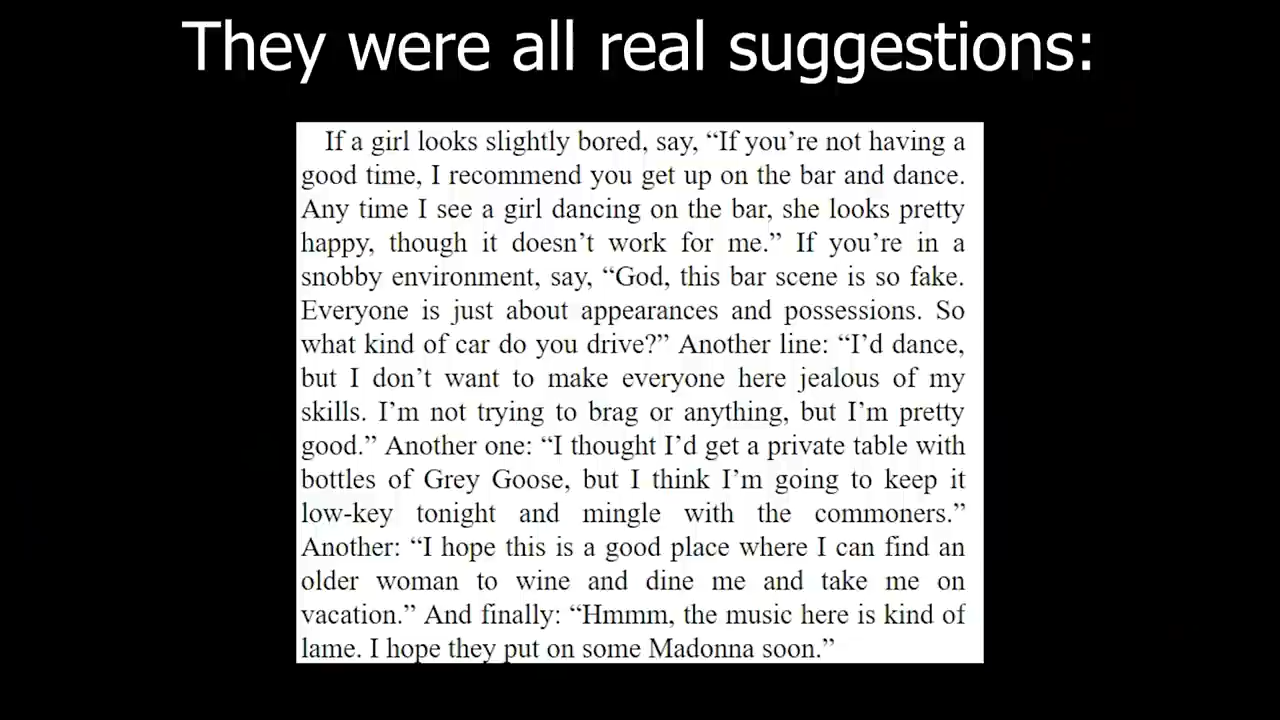 They were all real suggestions:
If a girl looks slightly bored, say, “If you’re not having a
good time, I recommend you get up on the bar and dance.
Any time I see a girl dancing on the bar, she looks pretty
happy, though it doesn’t work for me.” If you’re in a
snobby environment, say, “God, this bar scene is so fake.
Everyone is just about appearances and possessions. So
what kind of car do you drive?” Another line: “I’d dance,
but I don’t want to make everyone here jealous of my
skills. I’m not trying to brag or anything, but I’m pretty
good.” Another one: “I thought I’d get a private table with
bottles of Grey Goose, but I think I’m going to keep it
low-key tonight and mingle with the commoners.”
Another: “I hope this is a good place where I can find an
older woman to wine and dine me and take me on
vacation.” And finally: “Hmmm, the music here is kind of
lame. I hope they put on some Madonna soon.”